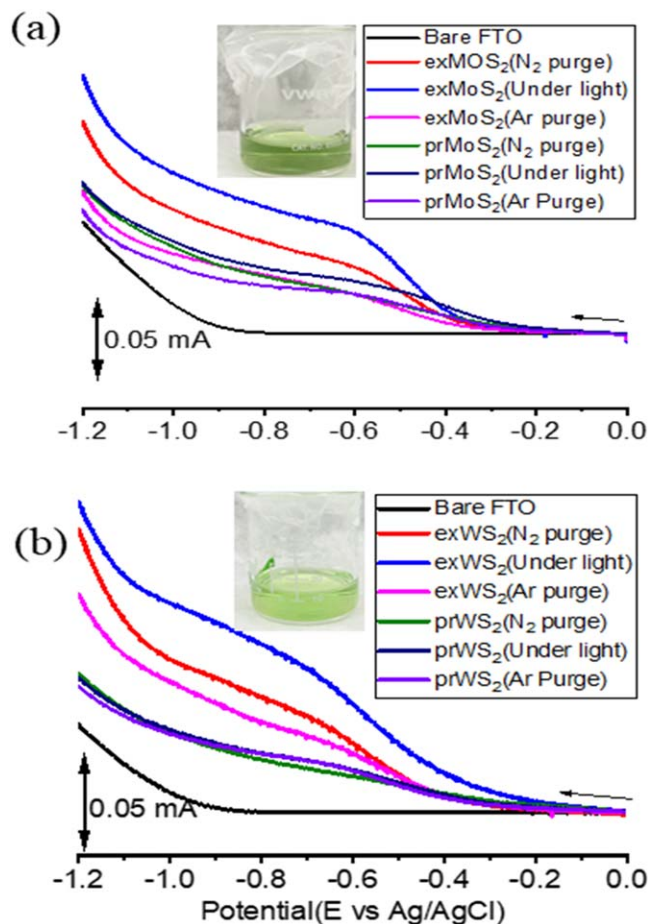 (a)
Bare FTO
exMOS₂(N₂ purge)
exMoS₂(Under light)
exMoS₂(Ar purge)
prMoS₂(N₂ purge)
prMoS₂(Under light)
prMoS₂(Ar Purge)
0.05 mA
-1.2 -1.0 -0.8 -0.6 -0.4 -0.2 0.0
(b)
Bare FTO
exWS₂(N₂ purge)
exWS₂(Under light)
exWS₂(Ar purge)
prWS₂(N₂ purge)
prWS₂(Under light)
prWS₂(Ar Purge)
0.05 mA
-1.2 -1.0 -0.8 -0.6 -0.4 -0.2 0.0
Potential(E vs Ag/AgCl)